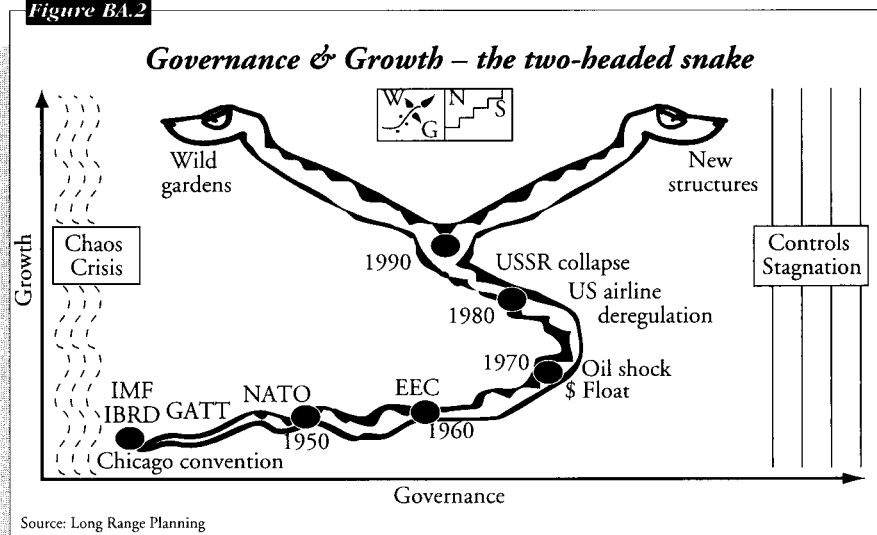 Figure BA.2
Governance & Growth – the two-headed snake
W
G
N
S
Wild
gardens
New
structures
Chaos
Crisis
Controls
Stagnation
1990
USSR collapse
1980
US airline
deregulation
1970
Oil shock
$ Float
IMF
IBRD
GATT
NATO
EEC
1950
1960
Chicago convention
Growth
Governance
Source: Long Range Planning